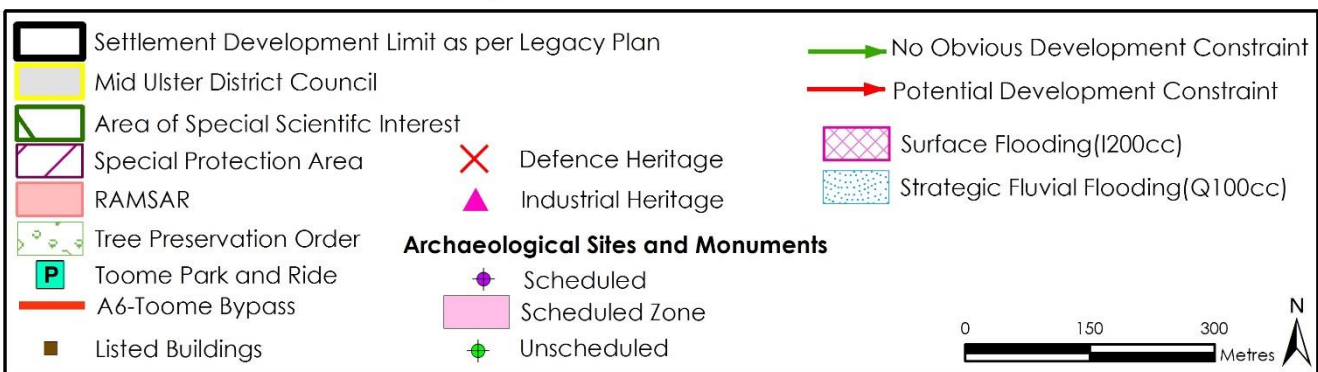 Settlement Development Limit as per Legacy Plan
Mid Ulster District Council
Area of Special Scientifc Interest
Special Protection Area
RAMSAR
Tree Preservation Order
P Toome Park and Ride
A6-Toome Bypass
Listed Buildings
Defence Heritage
Industrial Heritage
Archaeological Sites and Monuments
Scheduled
Scheduled Zone
Unscheduled
No Obvious Development Constraint
Potential Development Constraint
Surface Flooding(I200cc)
Strategic Fluvial Flooding(Q100cc)
0 150 300
Metres
N